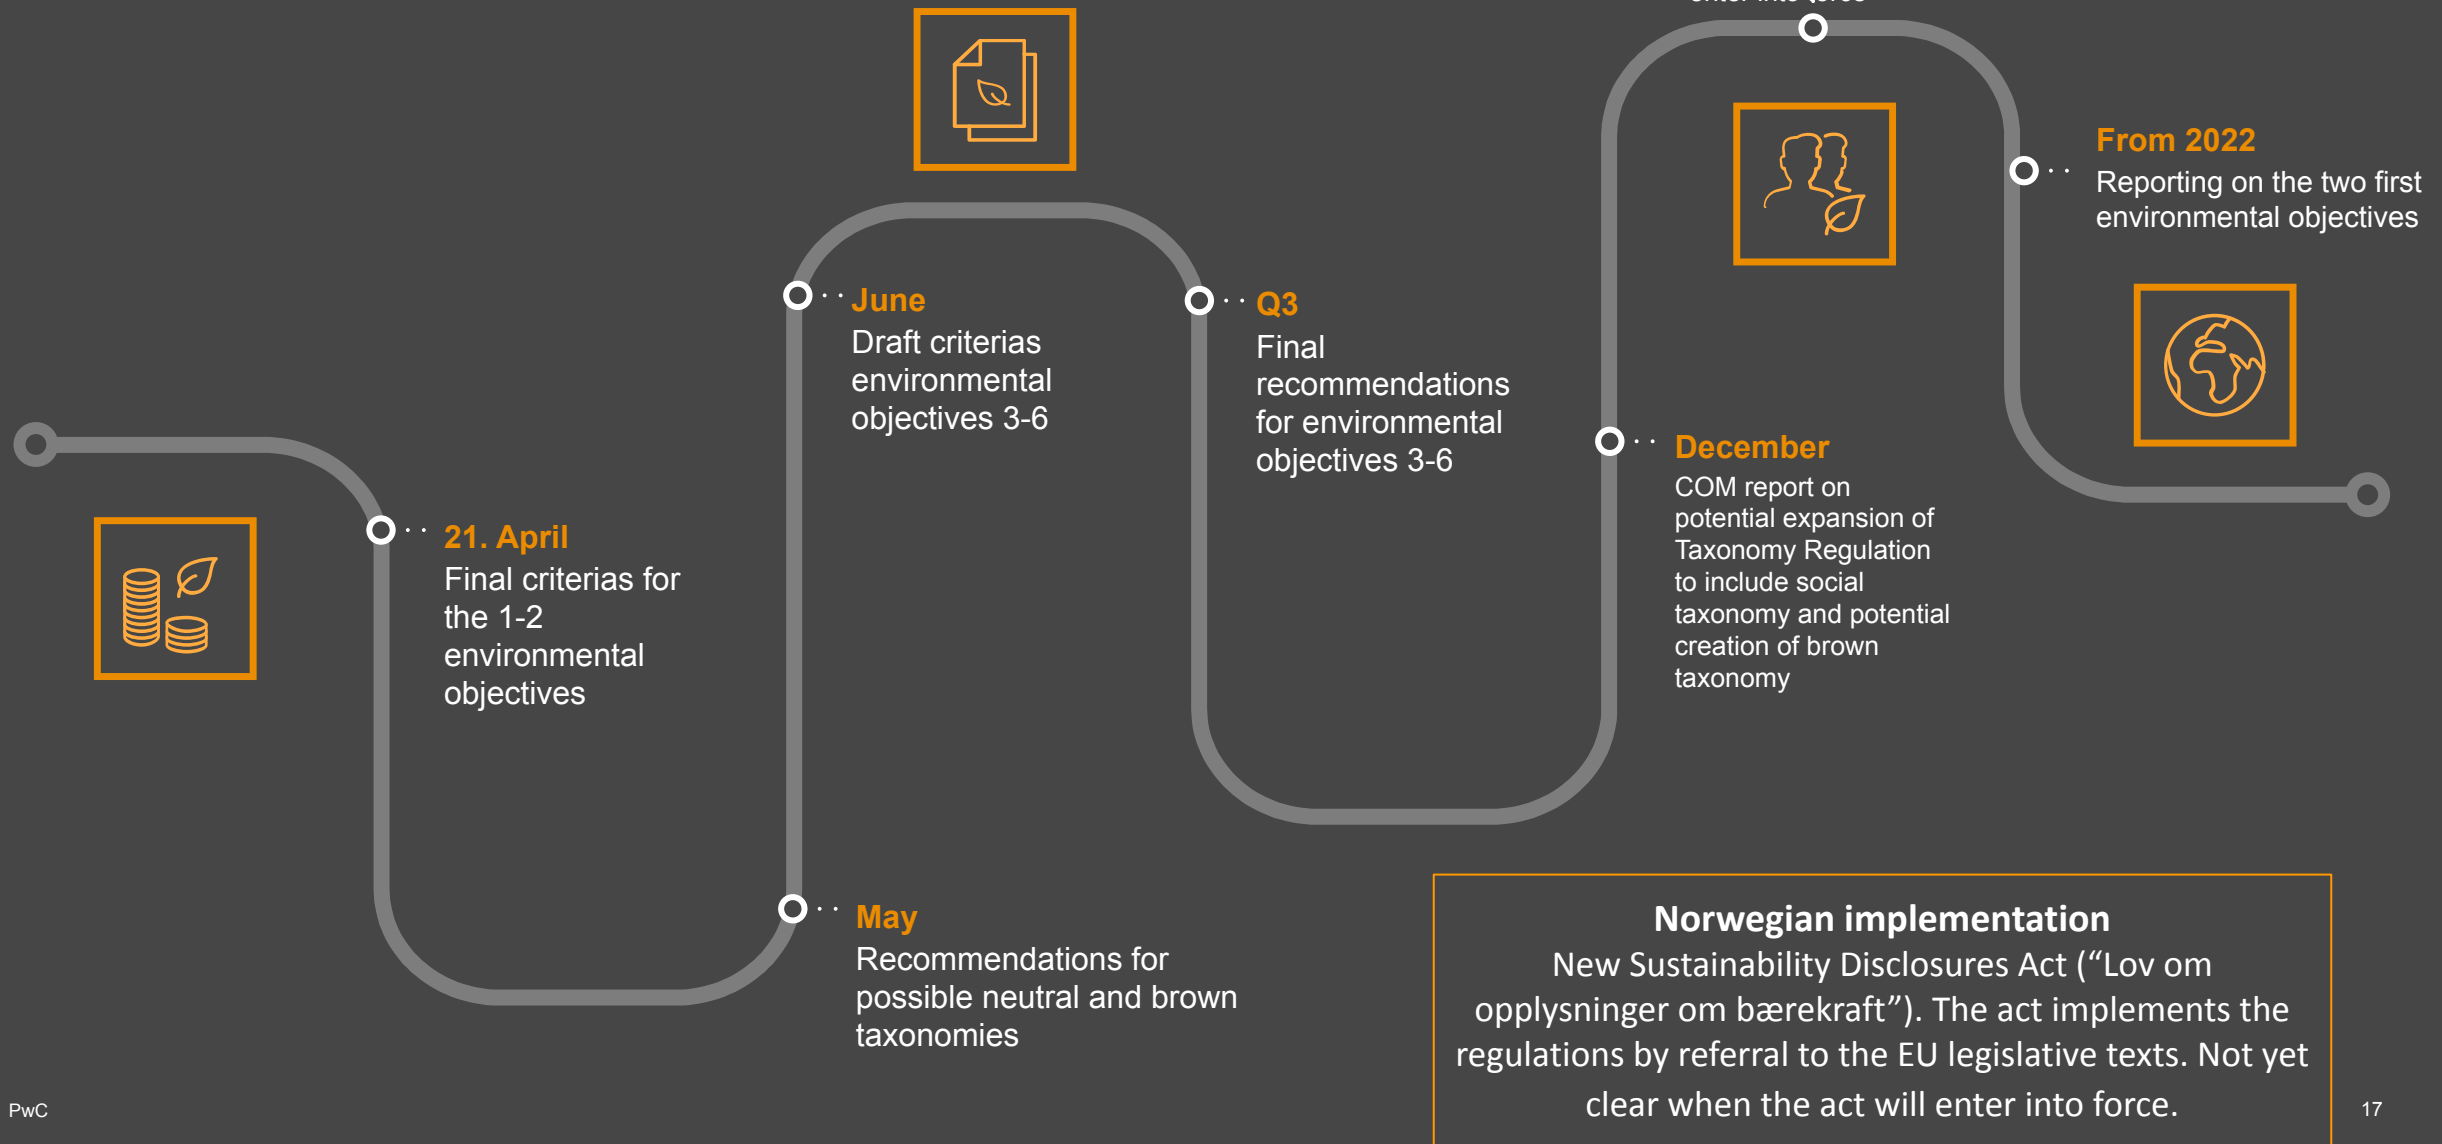 21. April
Final criterias for
the 1-2
environmental
objectives
May
Recommendations for
possible neutral and brown
taxonomies
June
Draft criterias
environmental
objectives 3-6
Q3
Final
recommendations
for environmental
objectives 3-6
December
COM report on
potential expansion of
Taxonomy Regulation
to include social
taxonomy and potential
creation of brown
taxonomy
enter into force
From 2022
Reporting on the two first
environmental objectives
Norwegian implementation
New Sustainability Disclosures Act (“Lov om
opplysninger om bærekraft”). The act implements the
regulations by referral to the EU legislative texts. Not yet
clear when the act will enter into force.
PwC
17